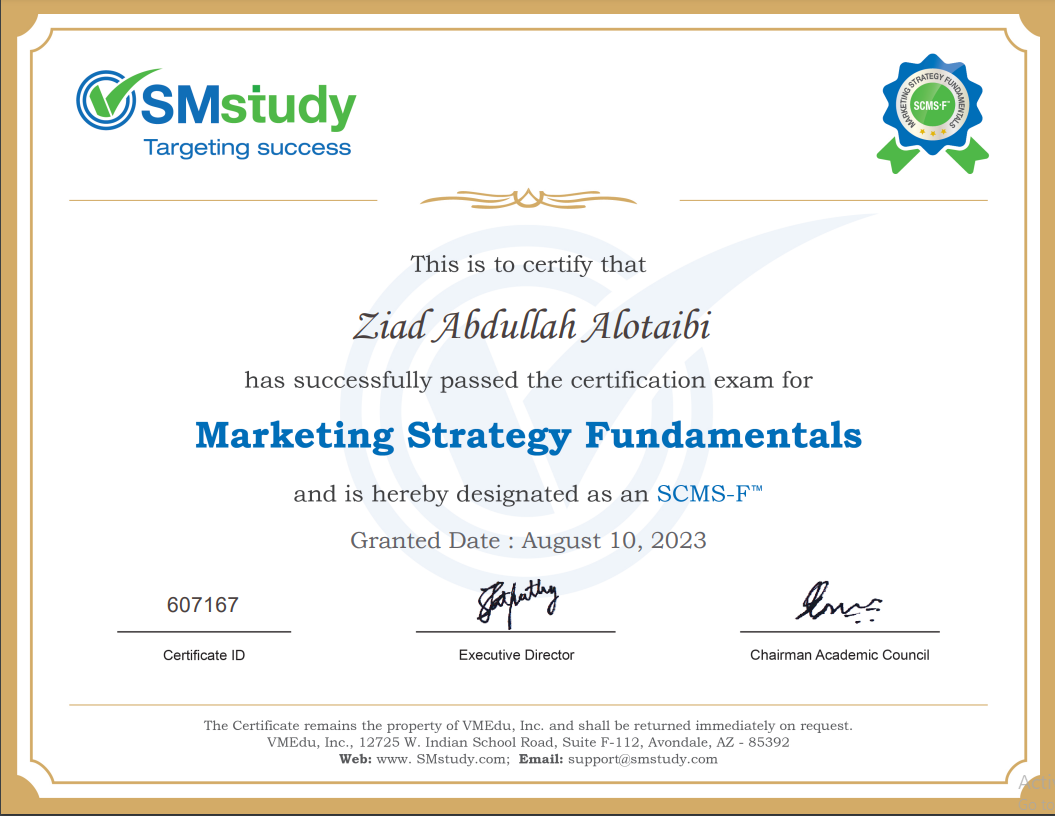 SMstudy
Targeting success
MARKETING STRATEGY FUNDAMENTALS
SCMS-F™
This is to certify that
Ziad Abdullah Alotaibi
has successfully passed the certification exam for
Marketing Strategy Fundamentals
and is hereby designated as an SCMS-F™
Granted Date : August 10, 2023
607167
Certificate ID
Executive Director
Chairman Academic Council
The Certificate remains the property of VMEdu, Inc. and shall be returned immediately on request.
VMEdu, Inc., 12725 W. Indian School Road, Suite F-112, Avondale, AZ - 85392
Web: www. SMstudy.com; Email: support@smstudy.com